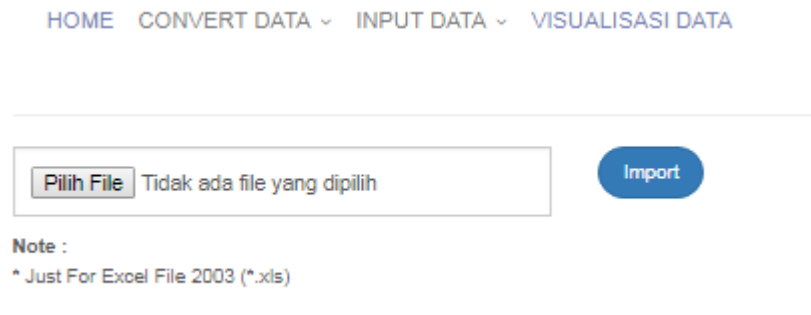 HOME CONVERT DATA INPUT DATA VISUALISASI DATA
Pilih File Tidak ada file yang dipilih Import
Note :
* Just For Excel File 2003 (*.xls)